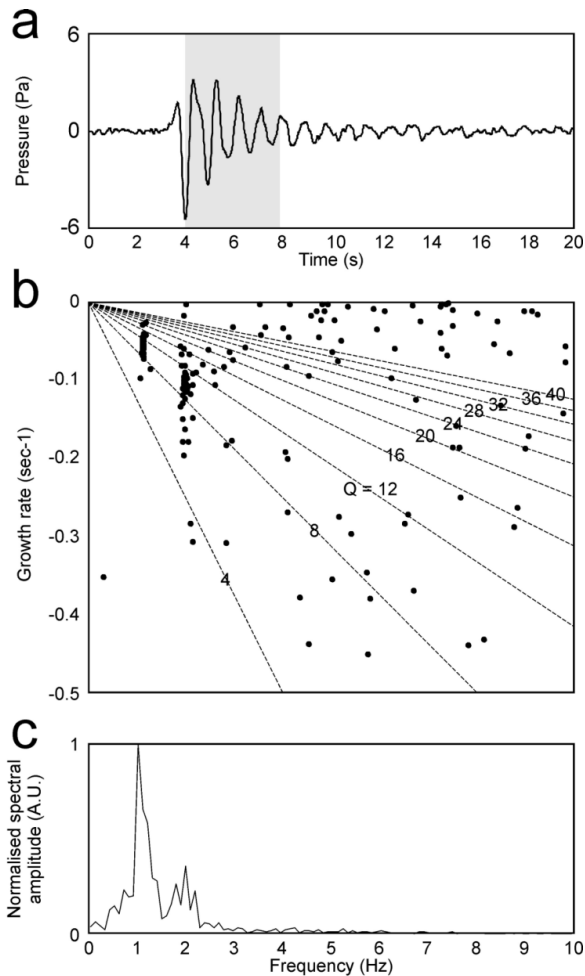 a
6
0
-6
Pressure (Pa)
0 2 4 6 8 10 12 14 16 18 20
Time (s)
b
0
-0.1
-0.2
-0.3
-0.4
-0.5
Growth rate (sec-1)
40
36
32
28
24
20
16
Q = 12
8
4
c
1
0
Normalised spectral
amplitude (A.U.)
0 1 2 3 4 5 6 7 8 9 10
Frequency (Hz)